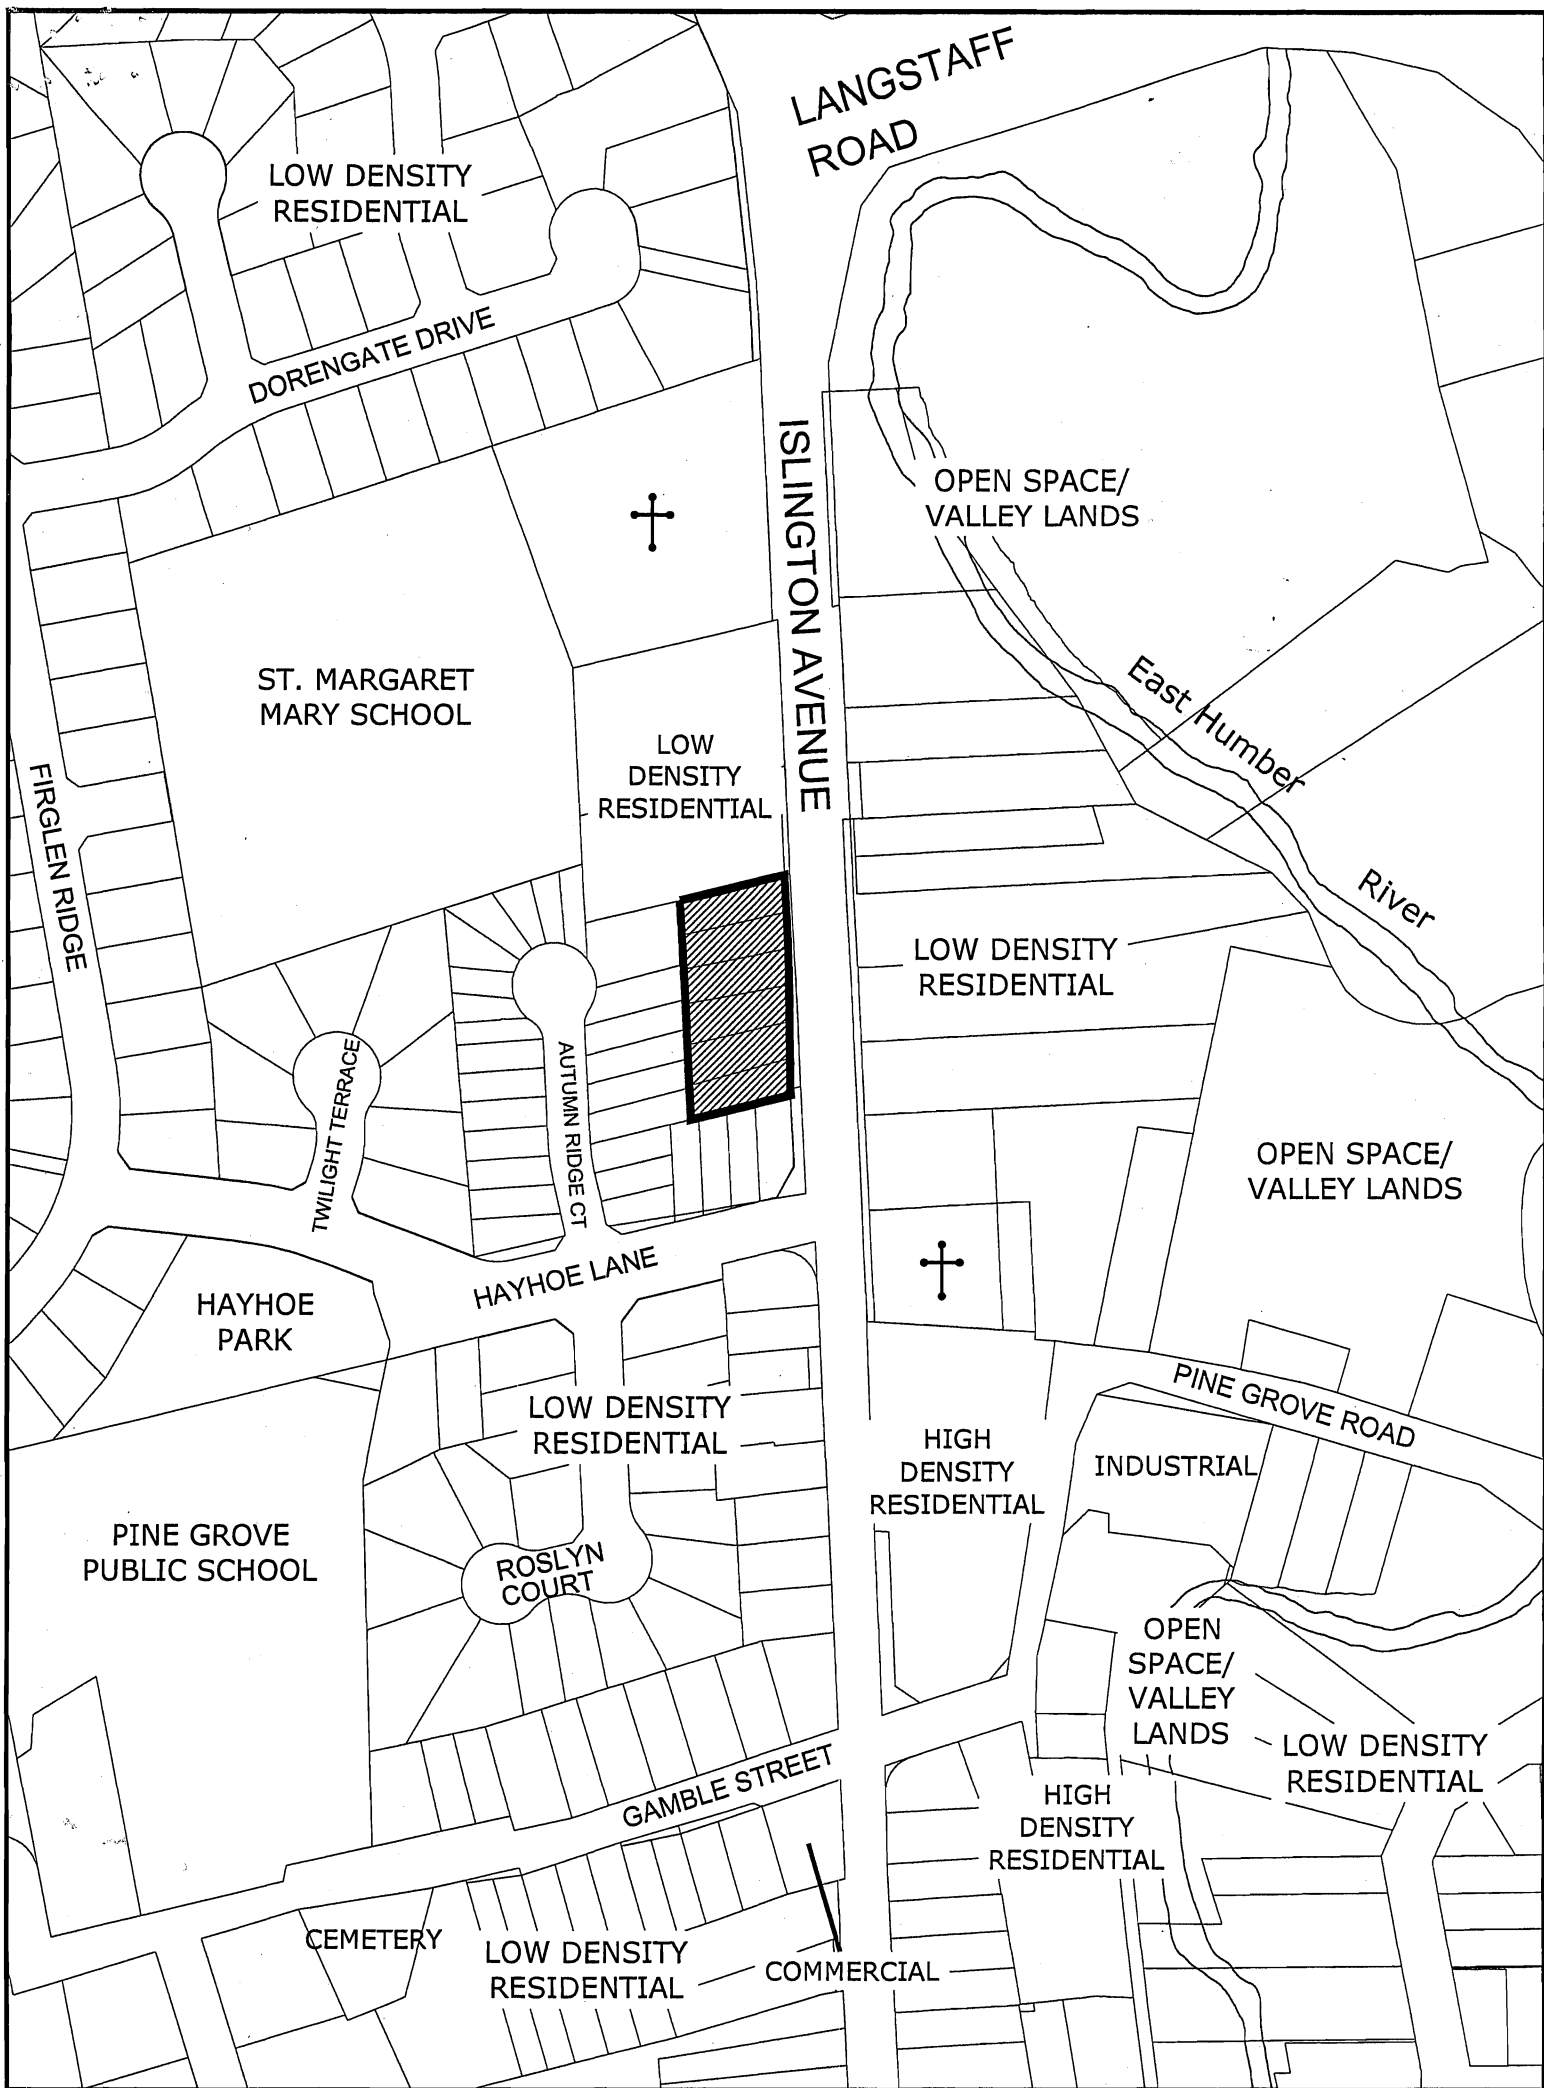 LANGSTAFF
ROAD
LOW DENSITY
RESIDENTIAL
DORENGATE DRIVE
ISLINGTON AVENUE
OPEN SPACE/
VALLEY LANDS
ST. MARGARET
MARY SCHOOL
East Humber
River
LOW
DENSITY
RESIDENTIAL
FIRGLEN RIDGE
LOW DENSITY
RESIDENTIAL
TWILIGHT TERRACE
AUTUMN RIDGE CT
OPEN SPACE/
VALLEY LANDS
HAYHOE LANE
HAYHOE
PARK
PINE GROVE ROAD
LOW DENSITY
RESIDENTIAL
HIGH
DENSITY
RESIDENTIAL
INDUSTRIAL
PINE GROVE
PUBLIC SCHOOL
ROSLYN
COURT
OPEN
SPACE/
VALLEY
LANDS
LOW DENSITY
RESIDENTIAL
GAMBLE STREET
HIGH
DENSITY
RESIDENTIAL
CEMETERY
LOW DENSITY
RESIDENTIAL
COMMERCIAL